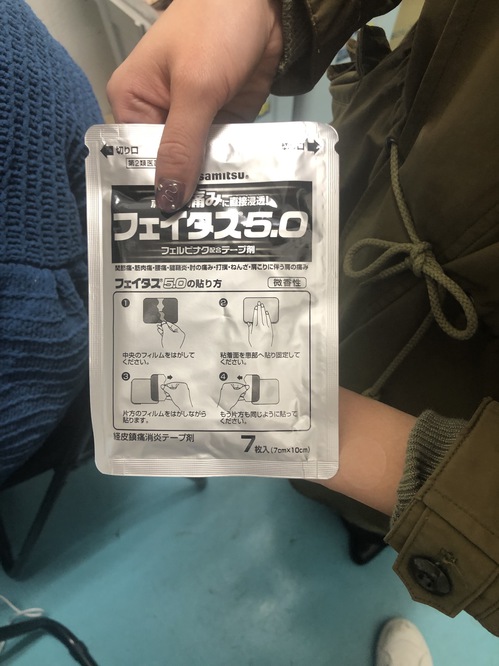 切り口
切り口
第2類医
samitsu
痛みに直接浸透!
フェイタス5.0
フェルビナク配合テープ剤
関節痛・筋肉痛・腰痛・腱鞘炎・肘の痛み・打撲・ねんざ・肩こりに伴う肩の痛み
フェイタス5.0の貼り方
微香性
1
2
中央のフィルムをはがして
ください。
粘着面を患部へ貼り固定して
ください。
3
4
片方のフィルムをはがしながら
貼ります。
もう片方も同じように貼って
ください。
経皮鎮痛消炎テープ剤
7枚入(7cm×10cm)